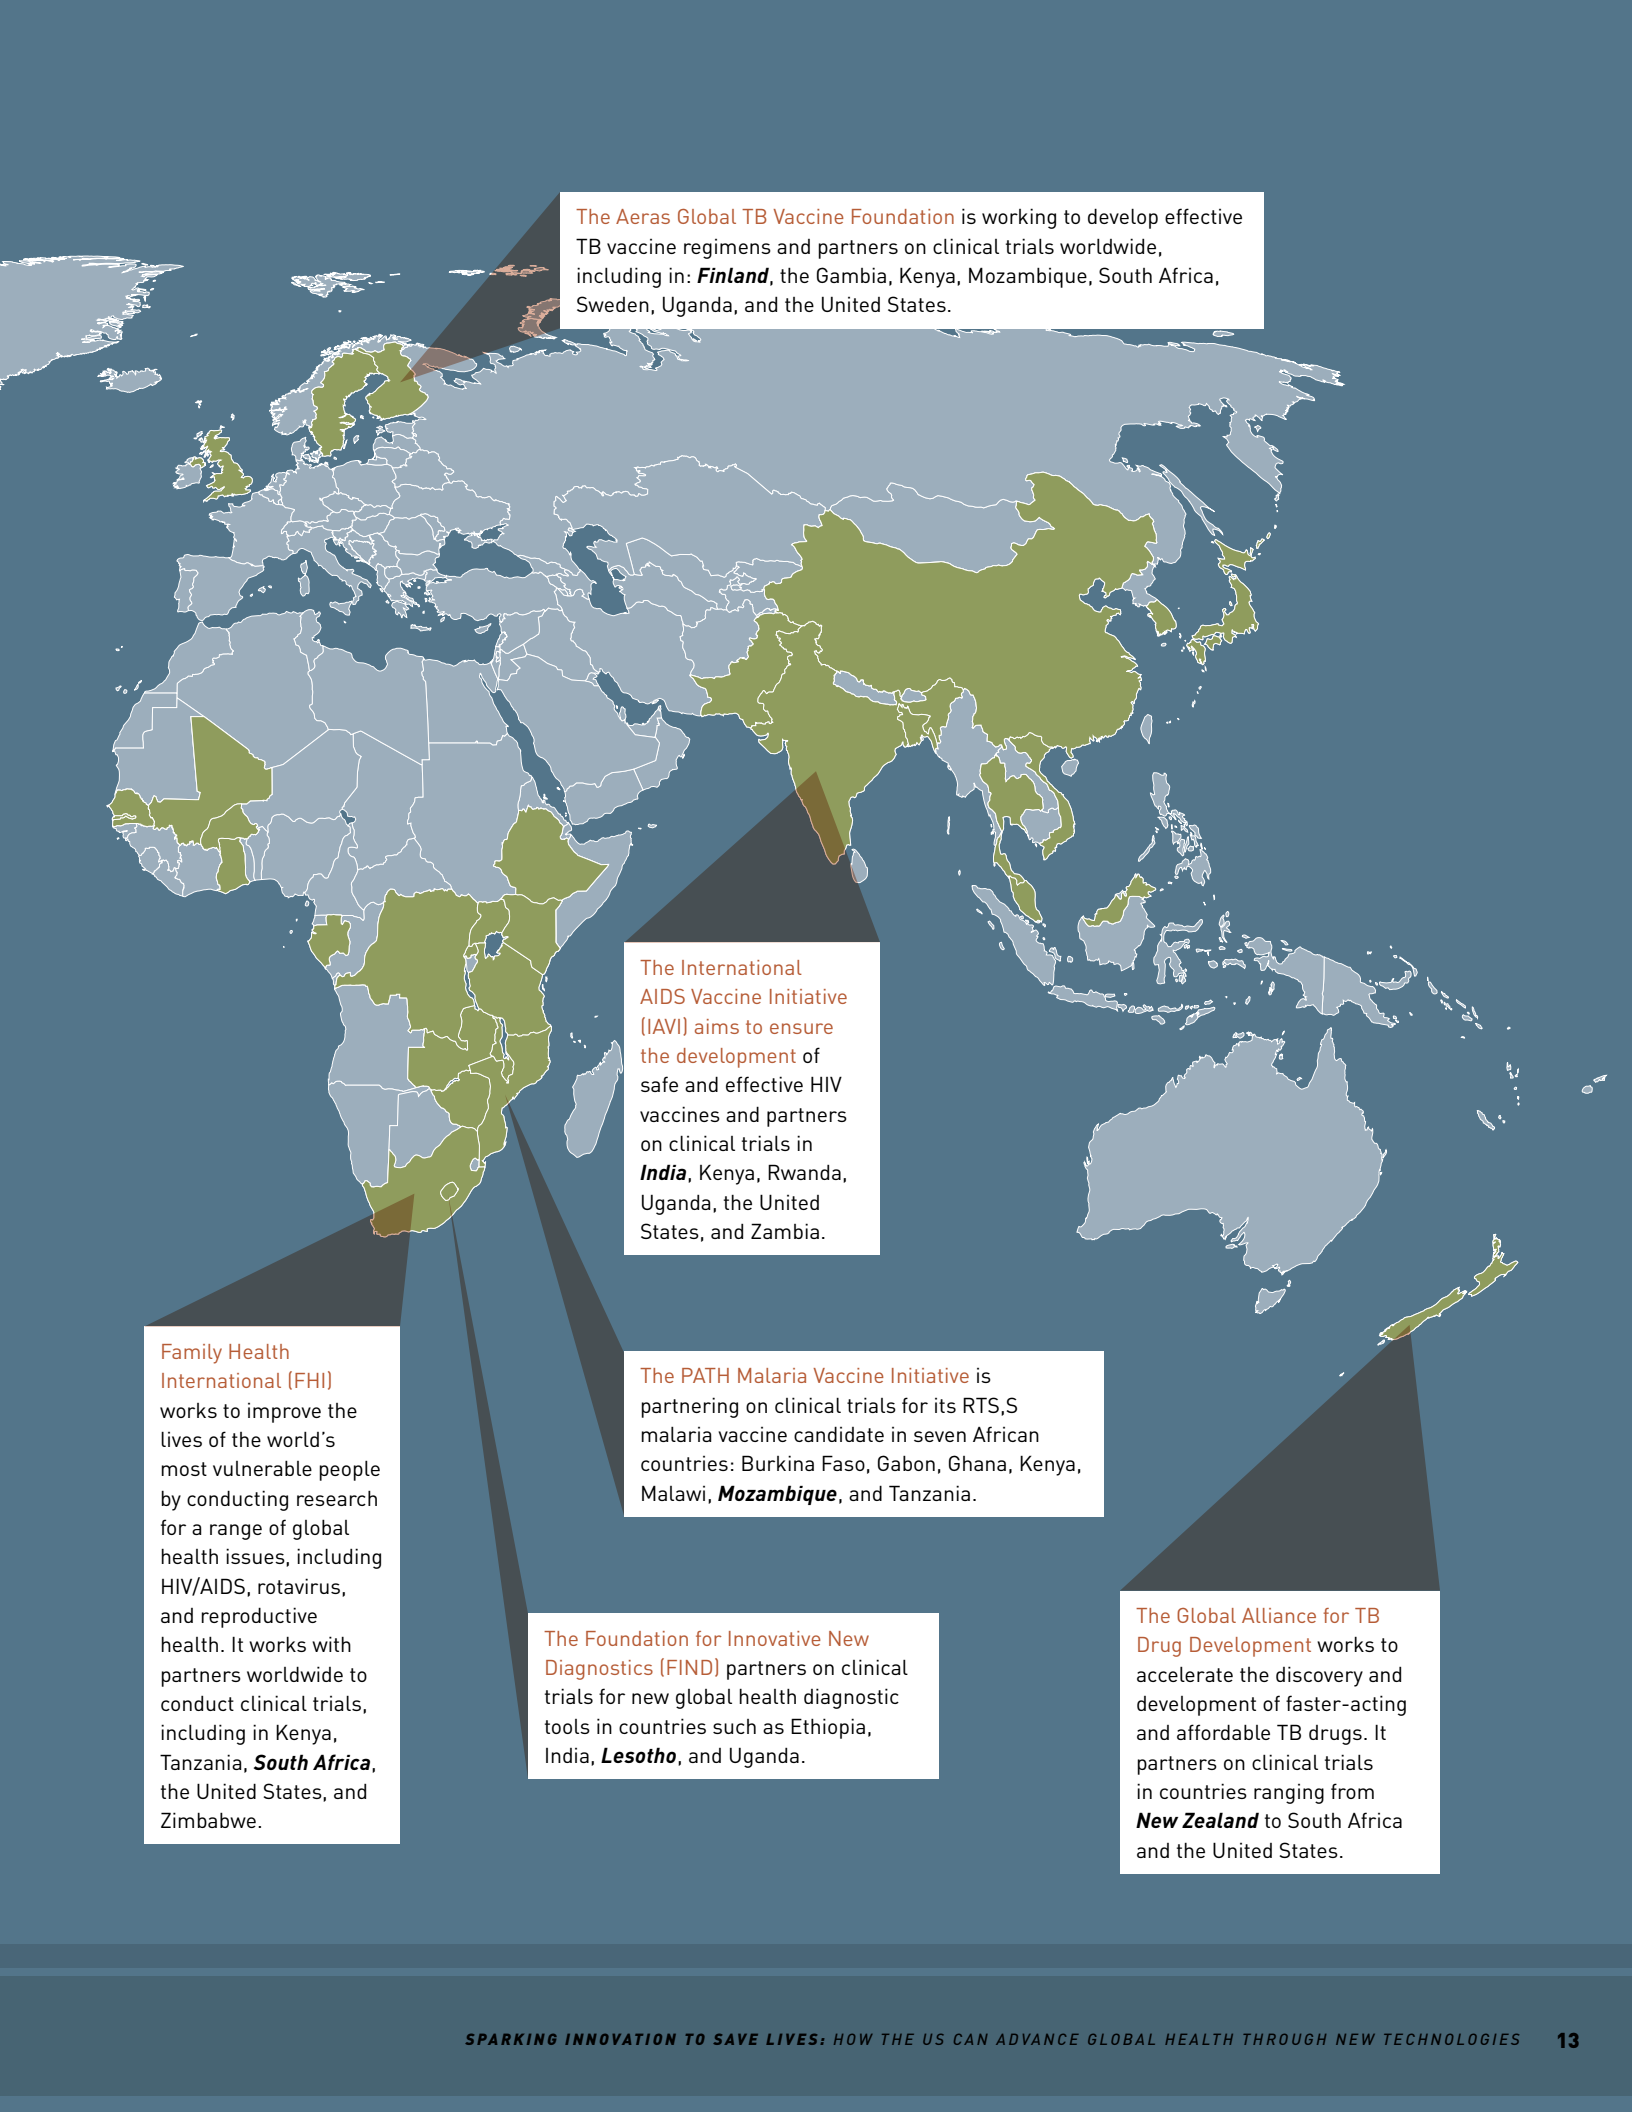 The Aeras Global TB Vaccine Foundation is working to develop effective
TB vaccine regimens and partners on clinical trials worldwide,
including in: Finland, the Gambia, Kenya, Mozambique, South Africa,
Sweden, Uganda, and the United States.
The International
AIDS Vaccine Initiative
(IAVI) aims to ensure
the development of
safe and effective HIV
vaccines and partners
on clinical trials in
India, Kenya, Rwanda,
Uganda, the United
States, and Zambia.
Family Health
International (FHI)
works to improve the
lives of the world’s
most vulnerable people
by conducting research
for a range of global
health issues, including
HIV/AIDS, rotavirus,
and reproductive
health. It works with
partners worldwide to
conduct clinical trials,
including in Kenya,
Tanzania, South Africa,
the United States, and
Zimbabwe.
The PATH Malaria Vaccine Initiative is
partnering on clinical trials for its RTS,S
malaria vaccine candidate in seven African
countries: Burkina Faso, Gabon, Ghana, Kenya,
Malawi, Mozambique, and Tanzania.
The Foundation for Innovative New
Diagnostics (FIND) partners on clinical
trials for new global health diagnostic
tools in countries such as Ethiopia,
India, Lesotho, and Uganda.
The Global Alliance for TB
Drug Development works to
accelerate the discovery and
development of faster-acting
and affordable TB drugs. It
partners on clinical trials
in countries ranging from
New Zealand to South Africa
and the United States.
SPARKING INNOVATION TO SAVE LIVES: HOW THE US CAN ADVANCE GLOBAL HEALTH THROUGH NEW TECHNOLOGIES 13